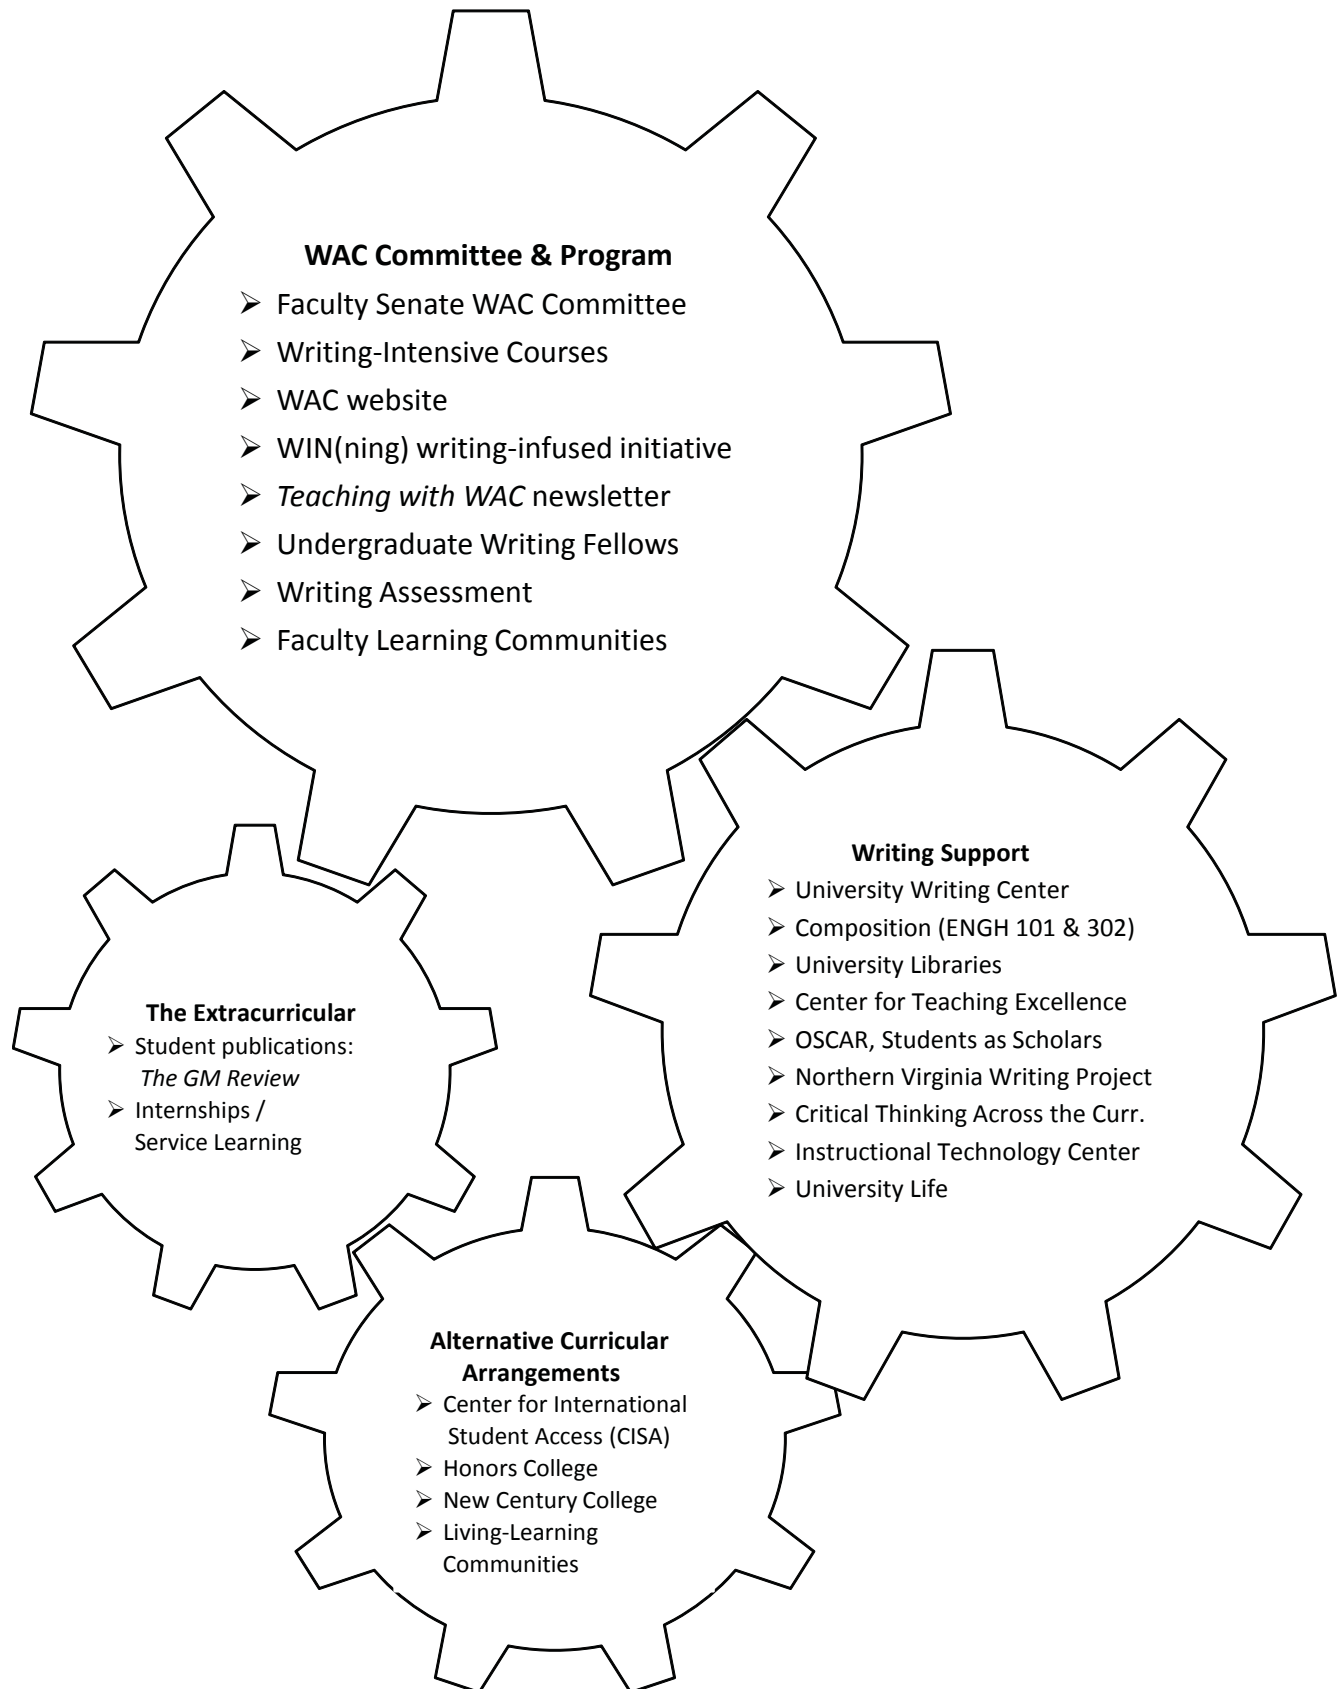 WAC Committee & Program
➢ Faculty Senate WAC Committee
➢ Writing-Intensive Courses
➢ WAC website
➢ WIN(ning) writing-infused initiative
➢ Teaching with WAC newsletter
➢ Undergraduate Writing Fellows
➢ Writing Assessment
➢ Faculty Learning Communities
Writing Support
➢ University Writing Center
➢ Composition (ENGH 101 & 302)
➢ University Libraries
➢ Center for Teaching Excellence
➢ OSCAR, Students as Scholars
➢ Northern Virginia Writing Project
➢ Critical Thinking Across the Curr.
➢ Instructional Technology Center
➢ University Life
The Extracurricular
➢ Student publications:
The GM Review
➢ Internships /
Service Learning
Alternative Curricular
Arrangements
➢ Center for International
Student Access (CISA)
➢ Honors College
➢ New Century College
➢ Living-Learning
Communities